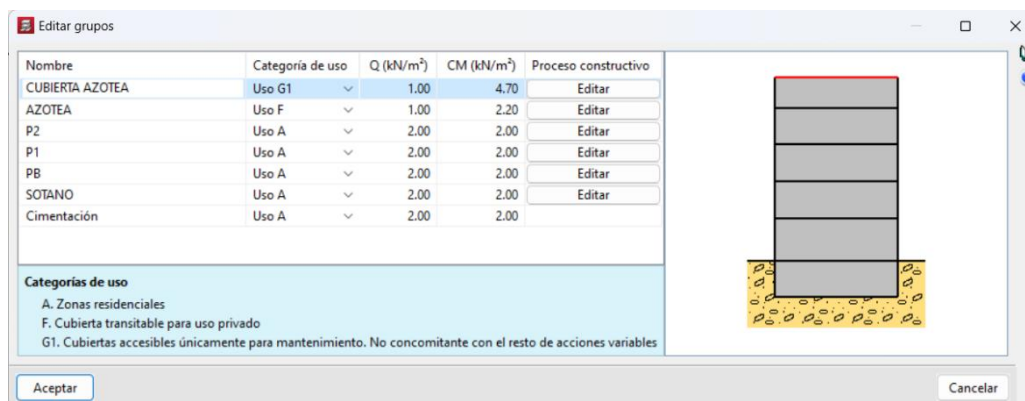 Editar grupos
Nombre Categoría de uso Q (kN/m²) CM (kN/m²) Proceso constructivo
CUBIERTA AZOTEA Uso G1 1.00 4.70 Editar
AZOTEA Uso F 1.00 2.20 Editar
P2 Uso A 2.00 2.00 Editar
P1 Uso A 2.00 2.00 Editar
PB Uso A 2.00 2.00 Editar
SOTANO Uso A 2.00 2.00 Editar
Cimentación Uso A 2.00 2.00
Categorías de uso
A. Zonas residenciales
F. Cubierta transitable para uso privado
G1. Cubiertas accesibles únicamente para mantenimiento. No concomitante con el resto de acciones variables
Aceptar Cancelar